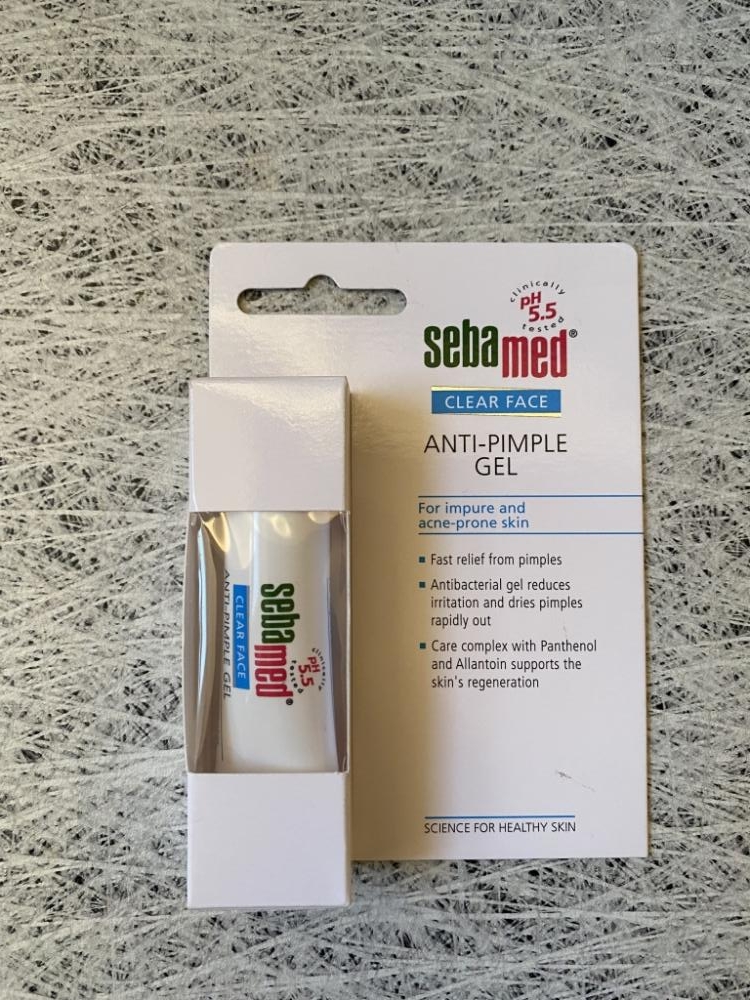 clinically
pH
5.5
tested
sebamed®
CLEAR FACE
ANTI-PIMPLE
GEL
For impure and
acne-prone skin
Fast relief from pimples
Antibacterial gel reduces
irritation and dries pimples
rapidly out
Care complex with Panthenol
and Allantoin supports the
skin's regeneration
SCIENCE FOR HEALTHY SKIN
clinically
pH
5.5
tested
sebamed®
CLEAR FACE
ANTI-PIMPLE GEL